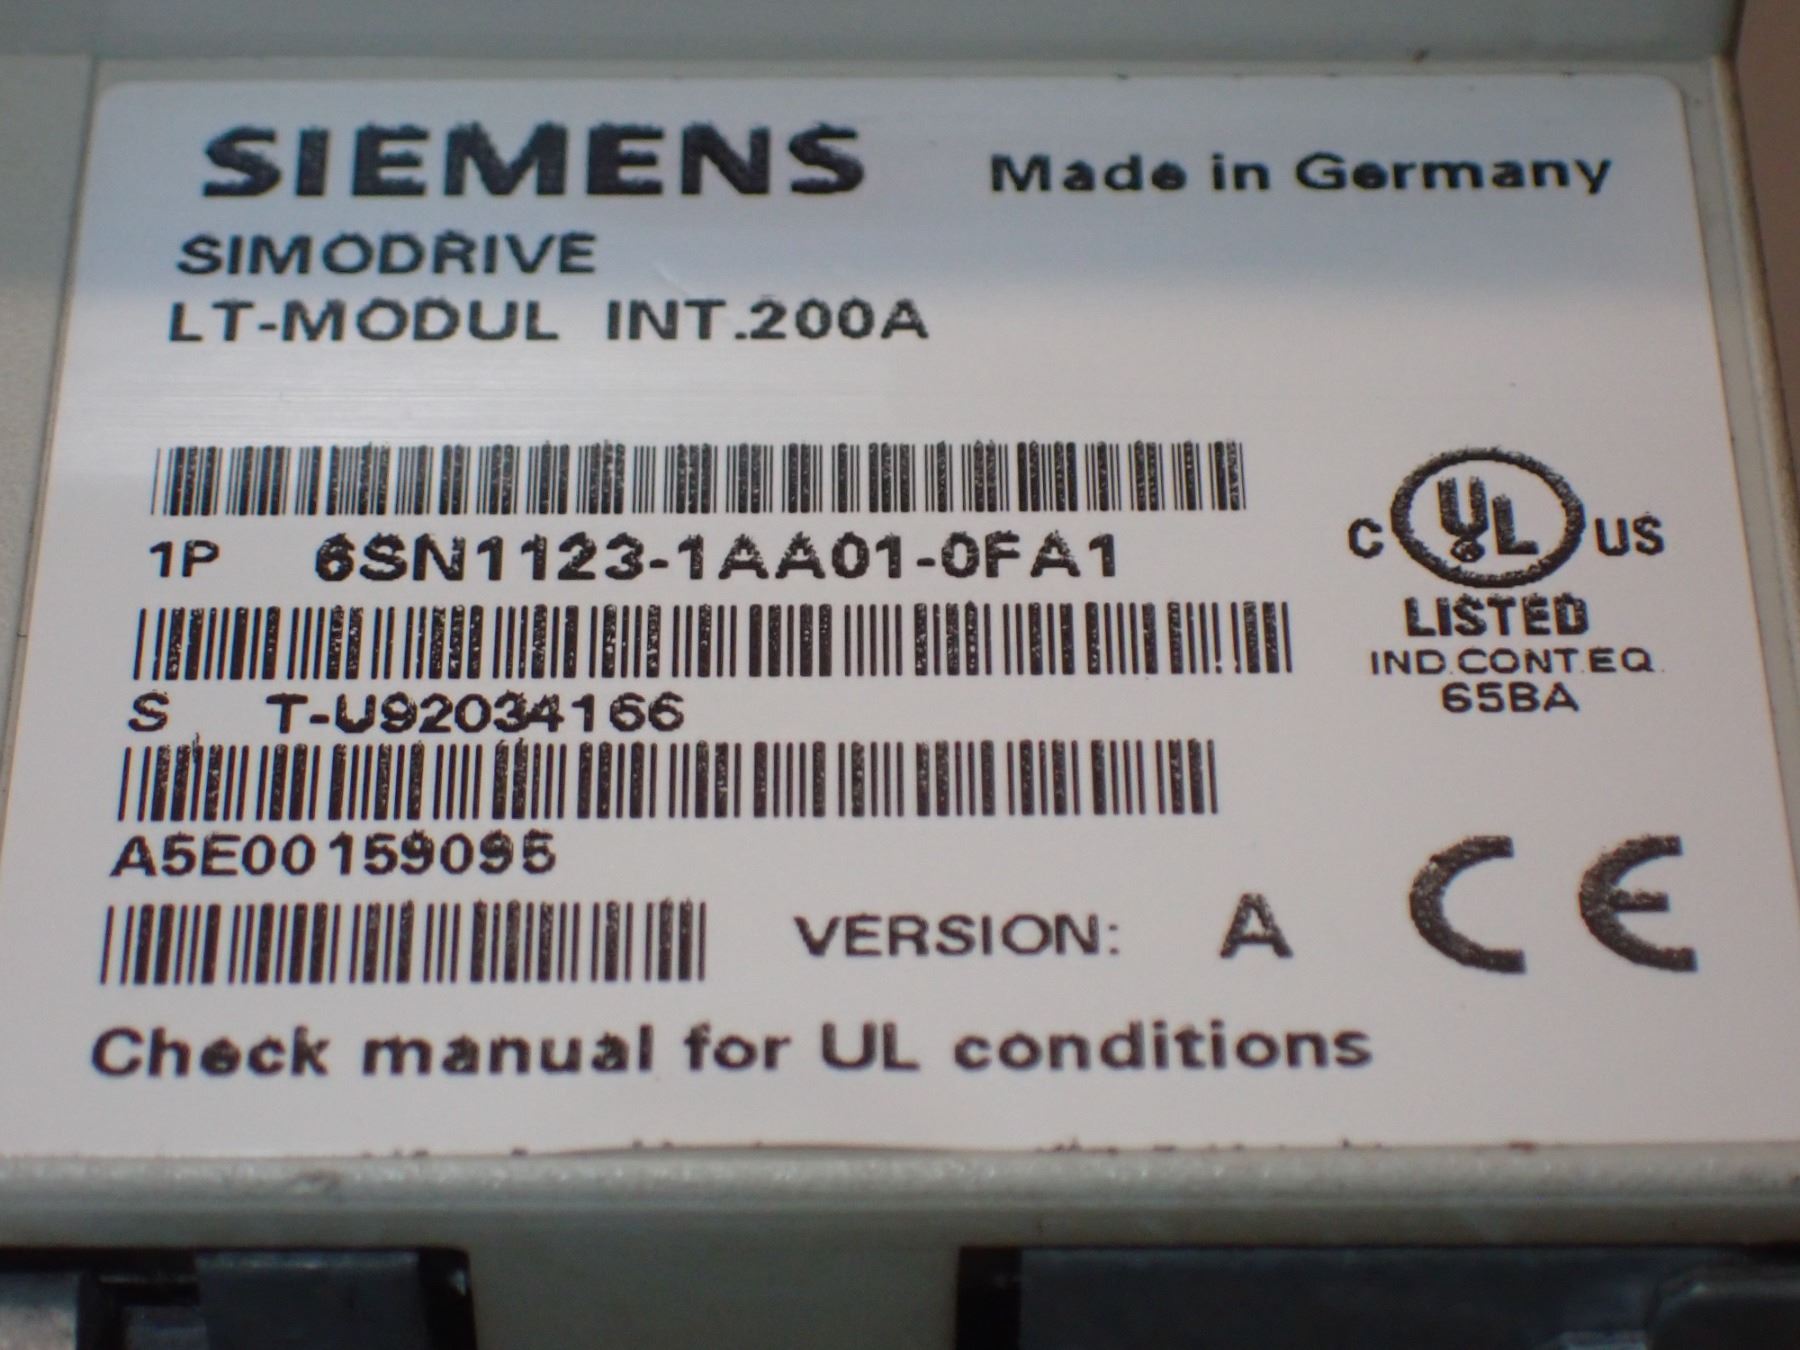 SIEMENS Made in Germany
SIMODRIVE
LT-MODUL INT.200A
1P 6SN1123-1AA01-0FA1
C UL US
LISTED
IND.CONT.EQ.
65BA
S T-U92034166
A5E00159095
VERSION: A CE
Check manual for UL conditions